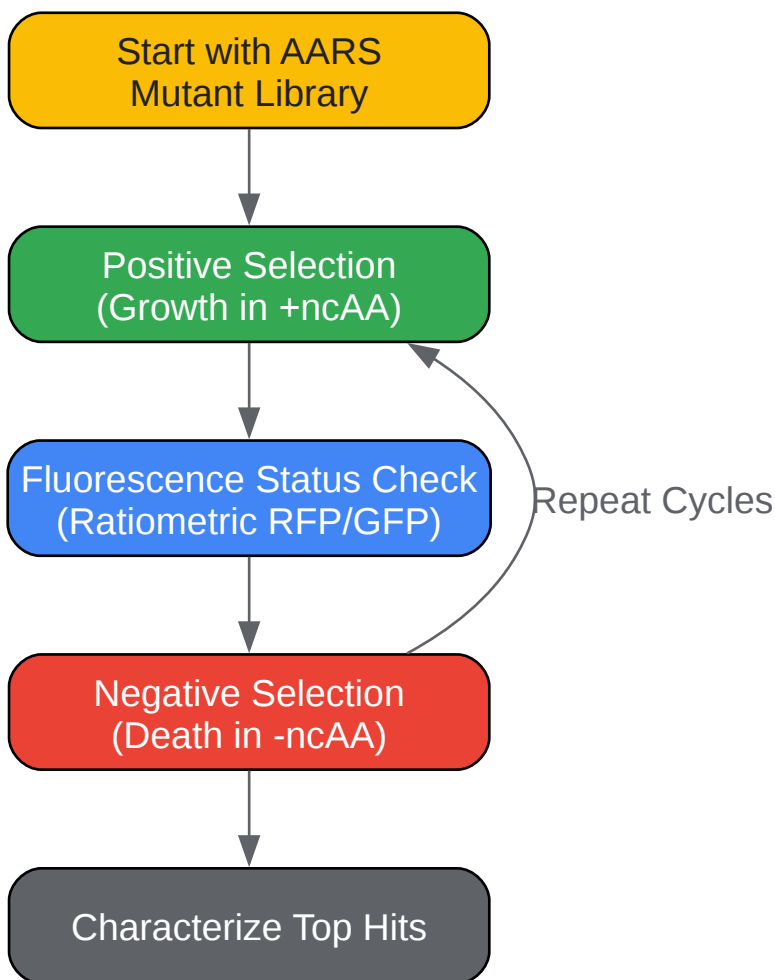 Start with AARS
Mutant Library
Positive Selection
(Growth in +ncAA)
Fluorescence Status Check
(Ratiometric RFP/GFP)
Repeat Cycles
Negative Selection
(Death in -ncAA)
Characterize Top Hits